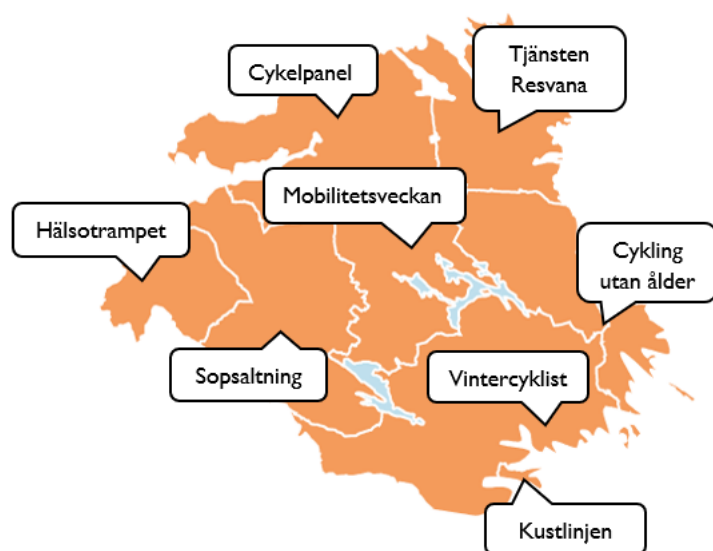 Cykelpanel
Tjänsten
Resvana
Mobilitetsveckan
Hälsotrampet
Cykling
utan ålder
Sopsaltning
Vintercyklist
Kustlinjen